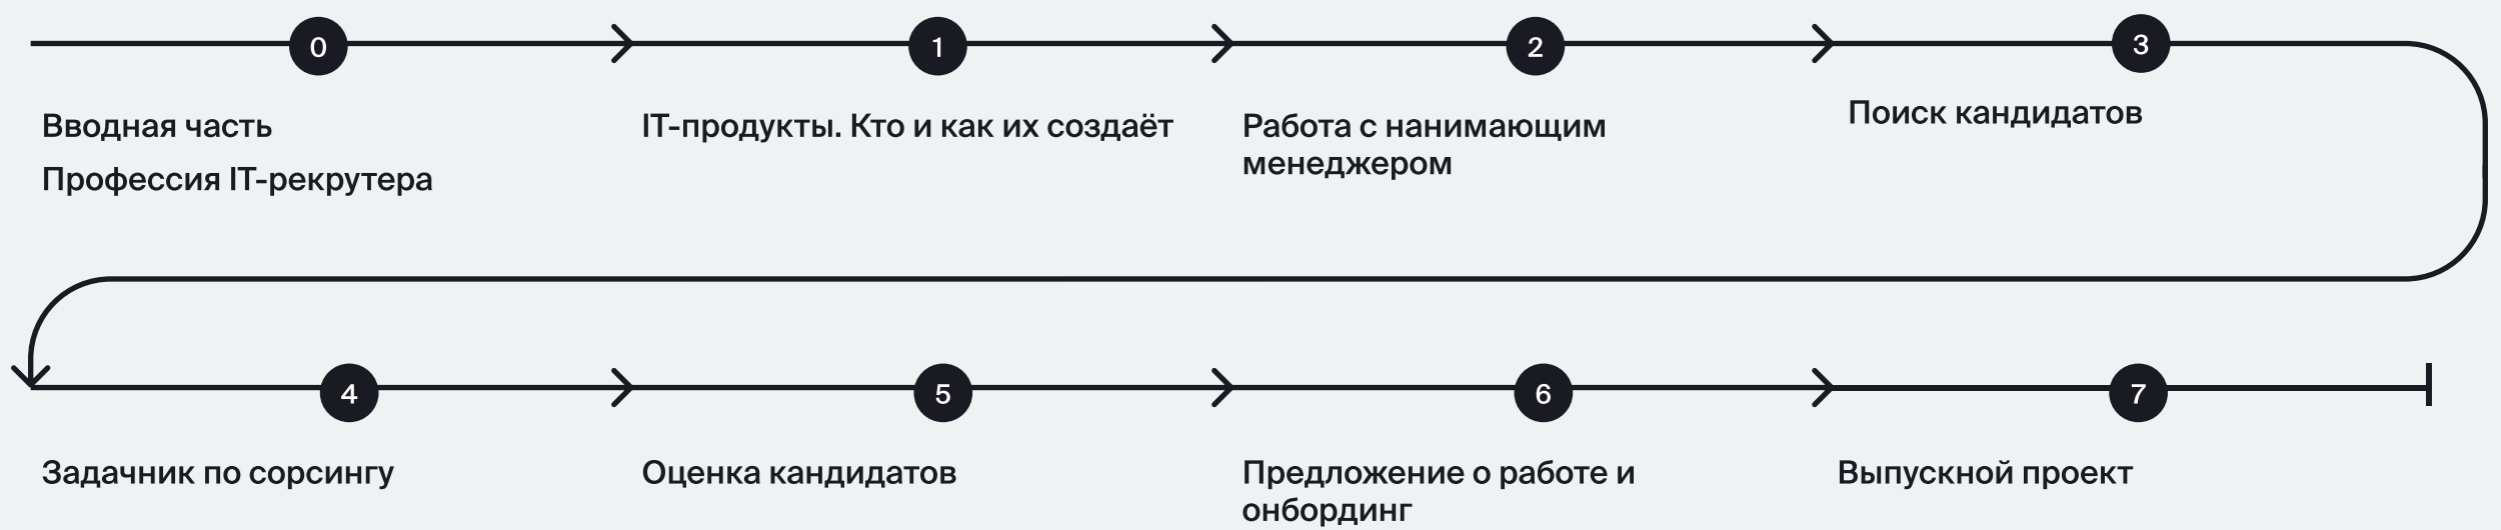 0
1
2
3
Вводная часть
Профессия IT-рекрутера
IT-продукты. Кто и как их создаёт
Работа с нанимающим
менеджером
Поиск кандидатов
4
5
6
7
Задачник по сорсингу
Оценка кандидатов
Предложение о работе и
онбординг
Выпускной проект